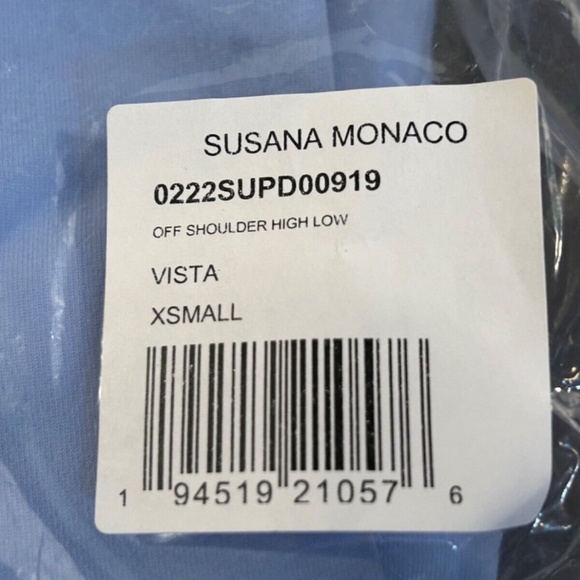 SUSANA MONACO
0222SUPD00919
OFF SHOULDER HIGH LOW
VISTA
XSMALL
1 94519 21057 6